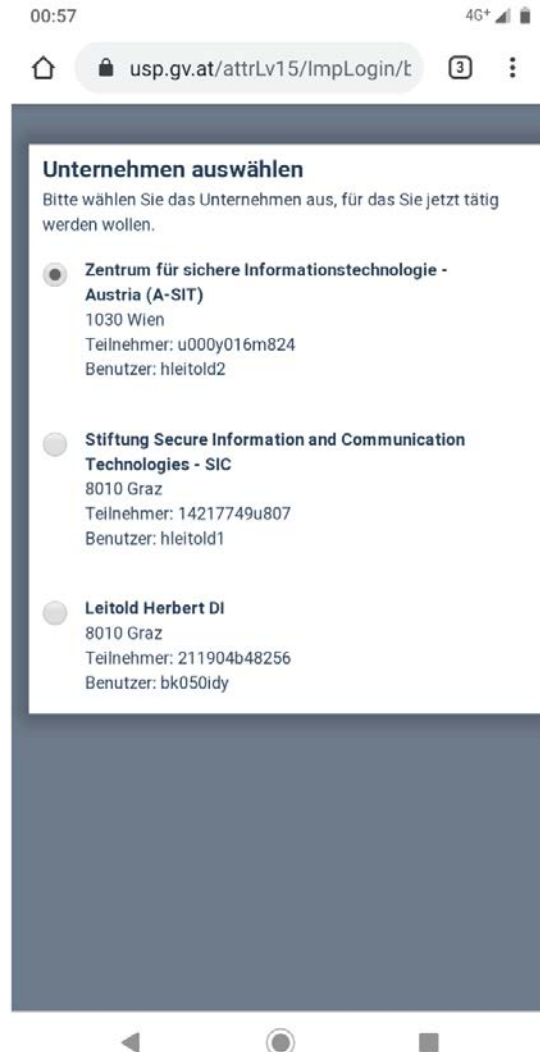 00:57
4G+
usp.gv.at/attrLv15/ImpLogin/b
3
Unternehmen auswählen
Bitte wählen Sie das Unternehmen aus, für das Sie jetzt tätig
werden wollen.
Zentrum für sichere Informationstechnologie -
Austria (A-SIT)
1030 Wien
Teilnehmer: u000y016m824
Benutzer: hleitold2
Stiftung Secure Information and Communication
Technologies - SIC
8010 Graz
Teilnehmer: 14217749u807
Benutzer: hleitold1
Leitold Herbert DI
8010 Graz
Teilnehmer: 211904b48256
Benutzer: bk050idy